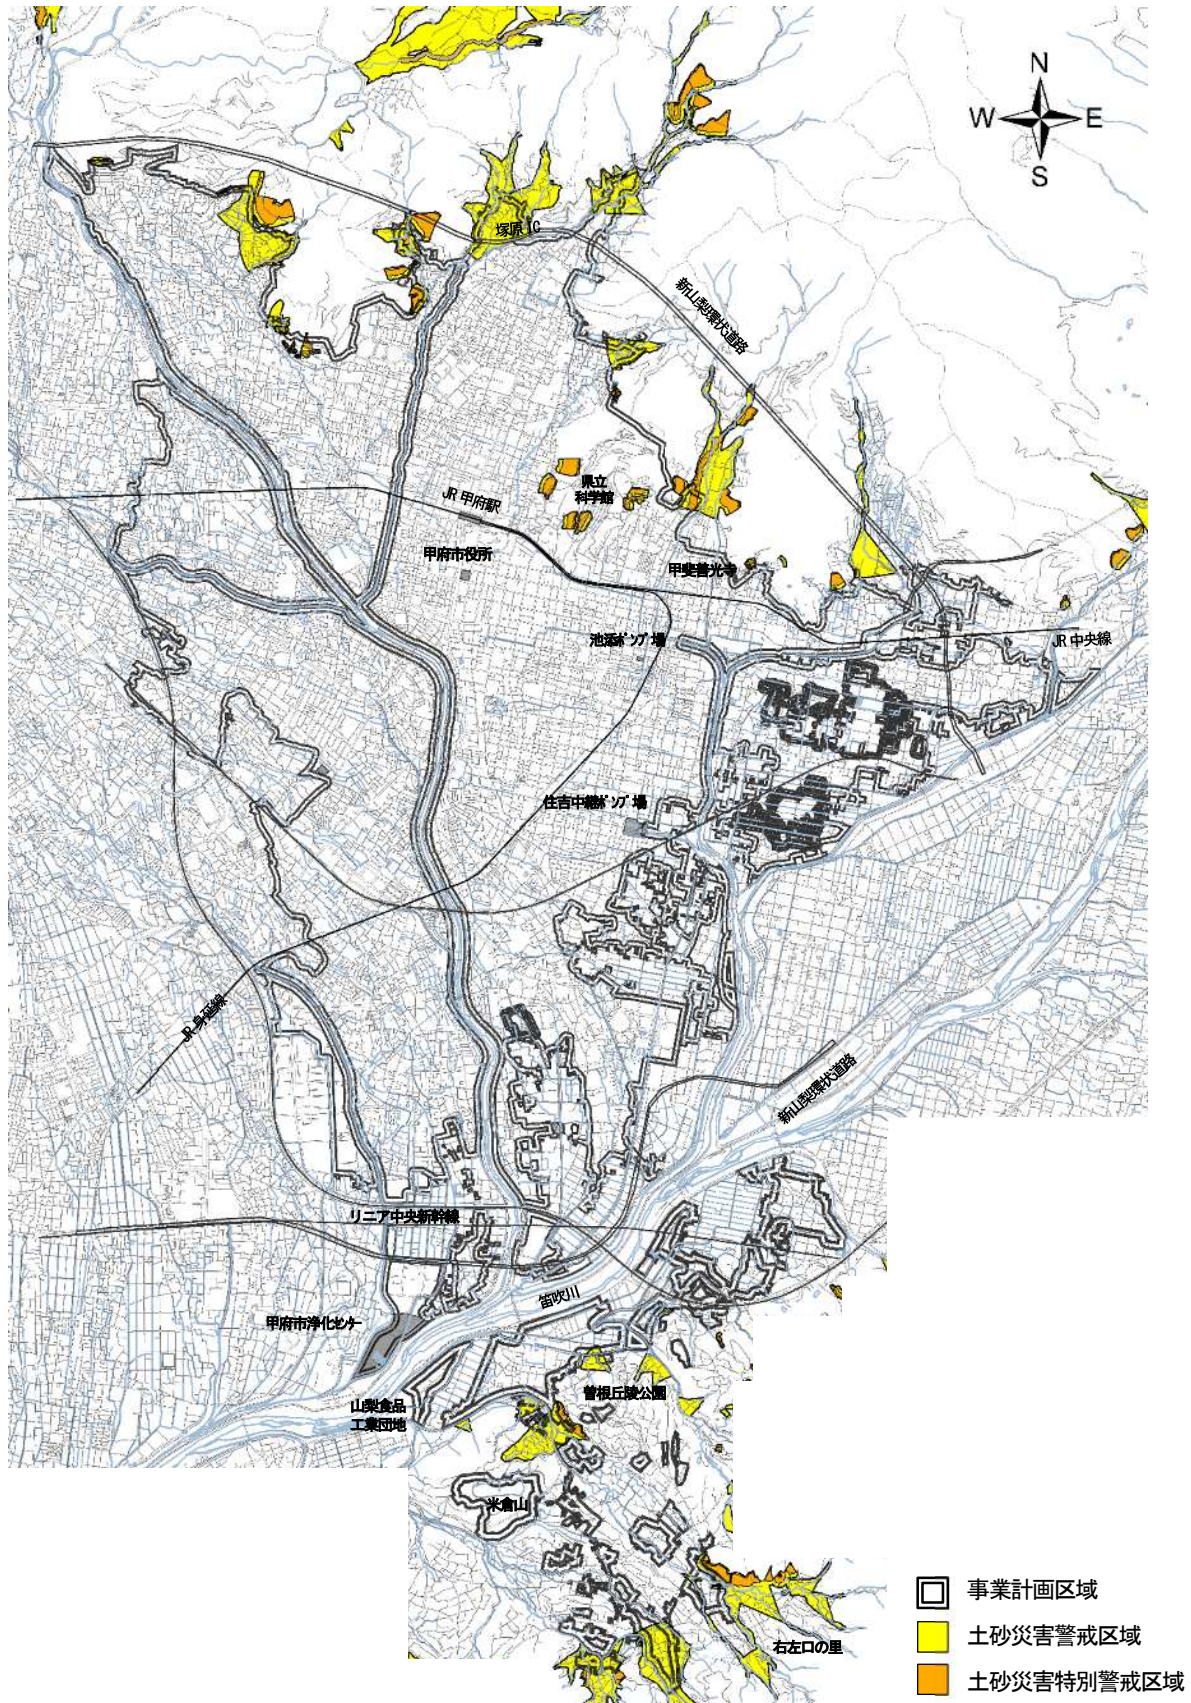 N
W E
S
塚原IC
新山梨環状道路
県立
科学館
JR 甲府駅
甲府市役所
甲斐善光寺
池添ポンプ場
JR 中央線
住吉中継ポンプ場
JR 身延線
新山梨環状道路
リニア中央新幹線
笛吹川
甲府市浄化センター
曽根丘陵公園
山梨食品
工業団地
米倉山
右左口の里
事業計画区域
土砂災害警戒区域
土砂災害特別警戒区域